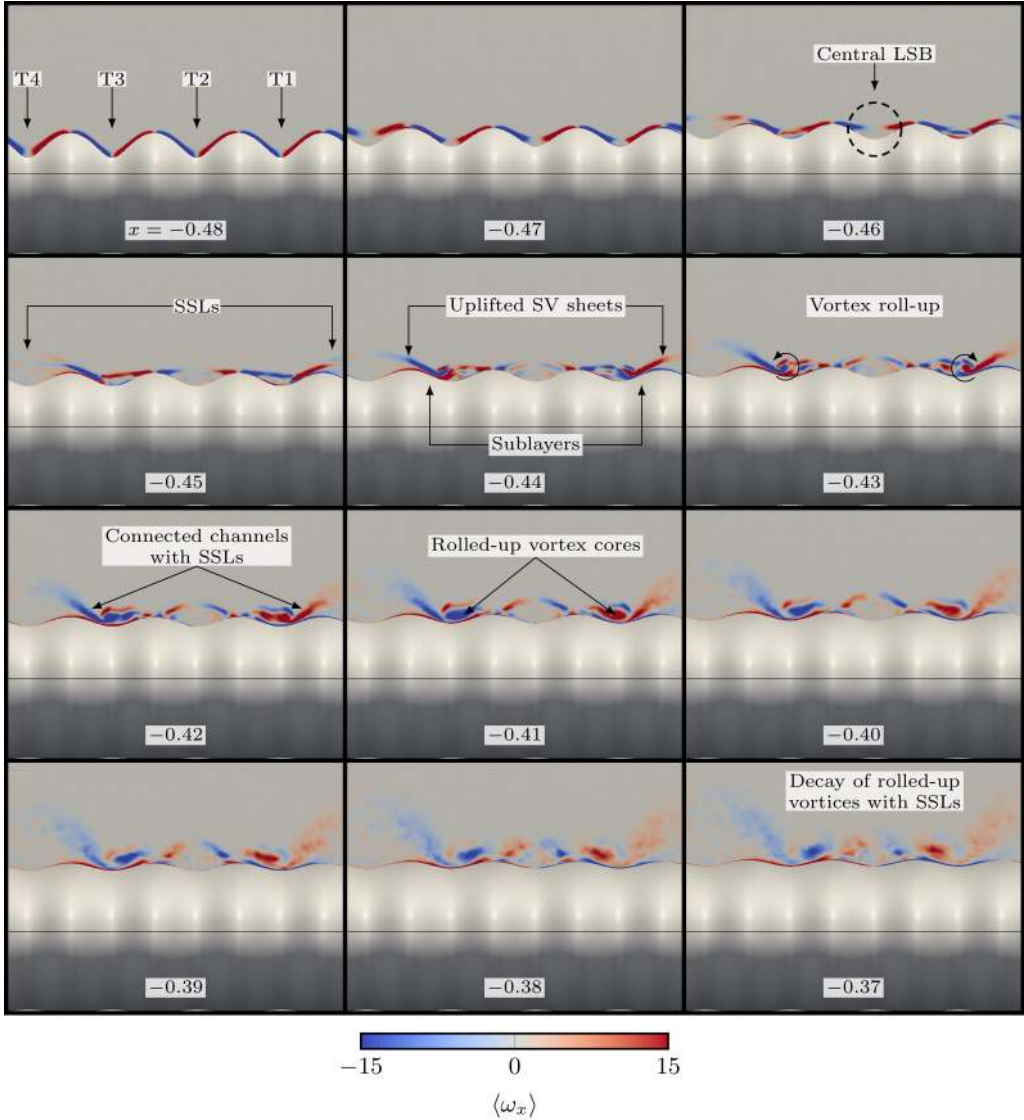 T4
T3
T2
T1
x = −0.48
−0.47
Central LSB
−0.46
SSLs
−0.45
Uplifted SV sheets
Sublayers
−0.44
Vortex roll-up
−0.43
Connected channels
with SSLs
−0.42
Rolled-up vortex cores
−0.41
−0.40
−0.39
−0.38
Decay of rolled-up
vortices with SSLs
−0.37
−15
0
15
⟨ωx⟩